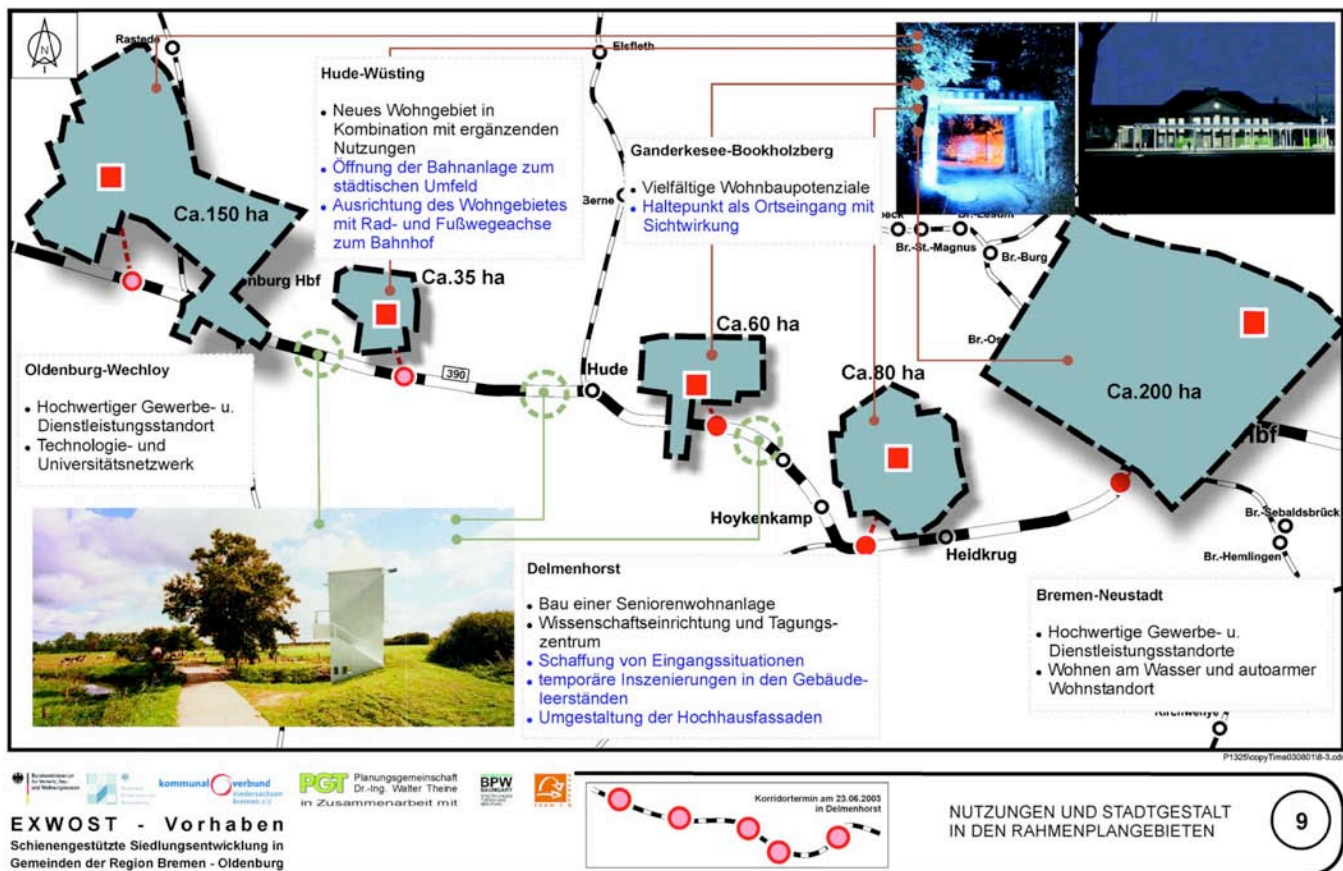 N
Rastede
Elsfleth
Hude-Wüsting
• Neues Wohngebiet in
Kombination mit ergänzenden
Nutzungen
• Öffnung der Bahnanlage zum
städtischen Umfeld
• Ausrichtung des Wohngebietes
mit Rad- und Fußwegeachse
zum Bahnhof
Ganderkesee-Bookholzberg
• Vielfältige Wohnbaupotenziale
• Haltepunkt als Ortseingang mit
Sichtwirkung
Berne
Br.-St.-Magnus
Br.-Lesum
Br.-Burg
Ca.150 ha
nburg Hbf
Ca.35 ha
Ca.60 ha
Ca.80 ha
Br.-Os
Ca.200 ha
Hbf
390
Hude
Oldenburg-Wechloy
• Hochwertiger Gewerbe- u.
Dienstleistungsstandort
• Technologie- und
Universitätsnetzwerk
Hoykenkamp
Heidkrug
Br.-Sebaldsbrück
Br.-Hemlingen
Delmenhorst
• Bau einer Seniorenwohnanlage
• Wissenschaftseinrichtung und Tagungs-
zentrum
• Schaffung von Eingangssituationen
• temporäre Inszenierungen in den Gebäude-
leerständen
• Umgestaltung der Hochhausfassaden
Bremen-Neustadt
• Hochwertige Gewerbe- u.
Dienstleistungsstandorte
• Wohnen am Wasser und autoarmer
Wohnstandort
Kirchweyhe
kommunal verbund
niedersachsen
bremen e.V.
PGT Planungsgemeinschaft
Dr.-Ing. Walter Theine
in Zusammenarbeit mit
BPW
BAUMGART
EXWOST - Vorhaben
Schienengestützte Siedlungsentwicklung in
Gemeinden der Region Bremen - Oldenburg
Korridortermin am 23.06.2003
in Delmenhorst
NUTZUNGEN UND STADTGESTALT
IN DEN RAHMENPLANGEBIETEN
9